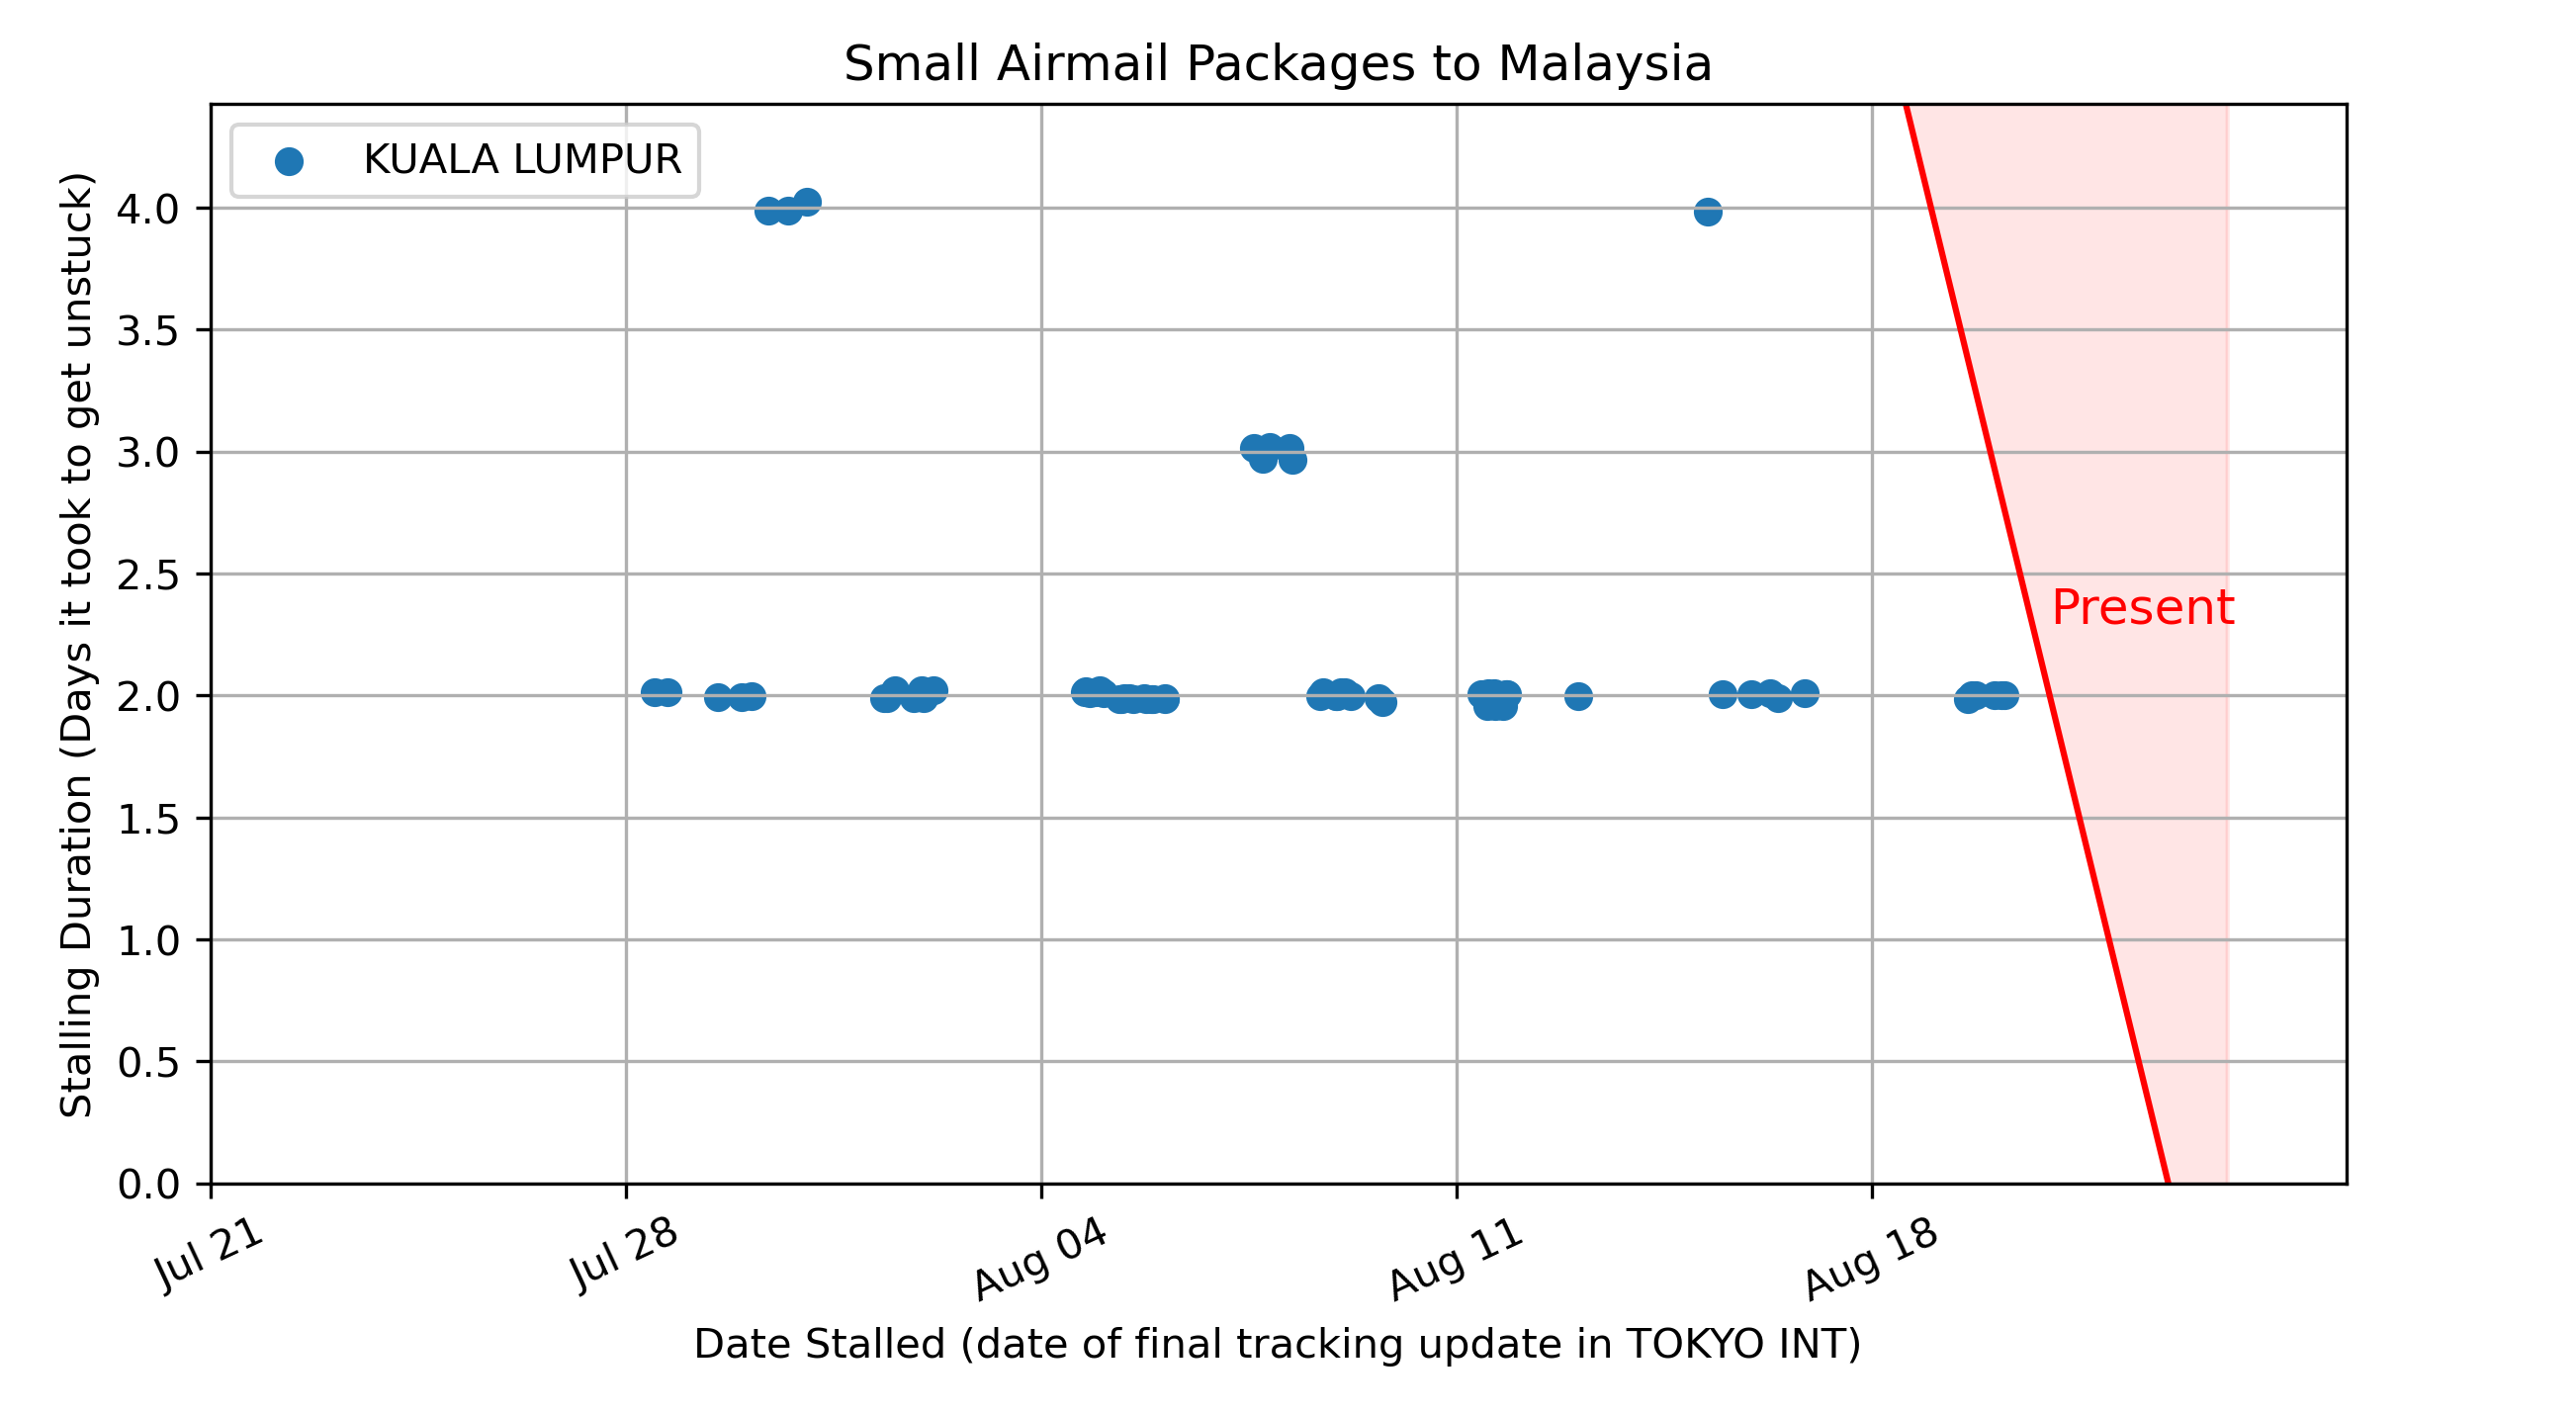 Small Airmail Packages to Malaysia
KUALA LUMPUR
Stalling Duration (Days it took to get unstuck)
4.0
3.5
3.0
2.5
2.0
1.5
1.0
0.5
0.0
Present
Jul 21
Jul 28
Aug 04
Aug 11
Aug 18
Date Stalled (date of final tracking update in TOKYO INT)